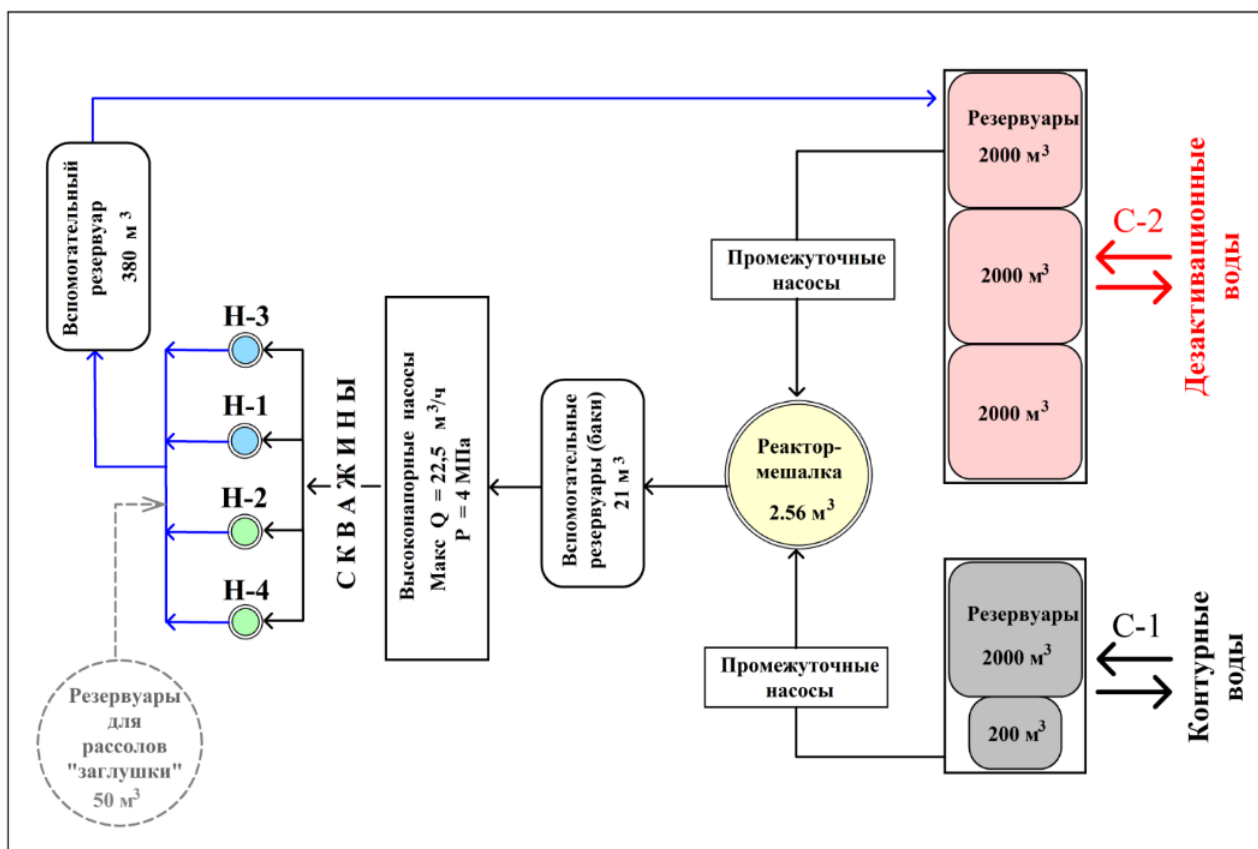 Вспомогательный
резервуар
380 м³
Н-3
Н-1
Н-2
Н-4
Резервуары
для
рассолов
"заглушки"
50 м³
СКВАЖИНЫ
Высоконапорные насосы
Макс Q = 22,5 м³/ч
P = 4 МПа
Вспомогательные
резервуары (баки)
21 м³
Промежуточные
насосы
Реактор-
мешалка
2.56 м³
Промежуточные
насосы
Резервуары
2000 м³
2000 м³
2000 м³
С-2
Дезактивационные
воды
Резервуары
2000 м³
200 м³
С-1
Контурные
воды